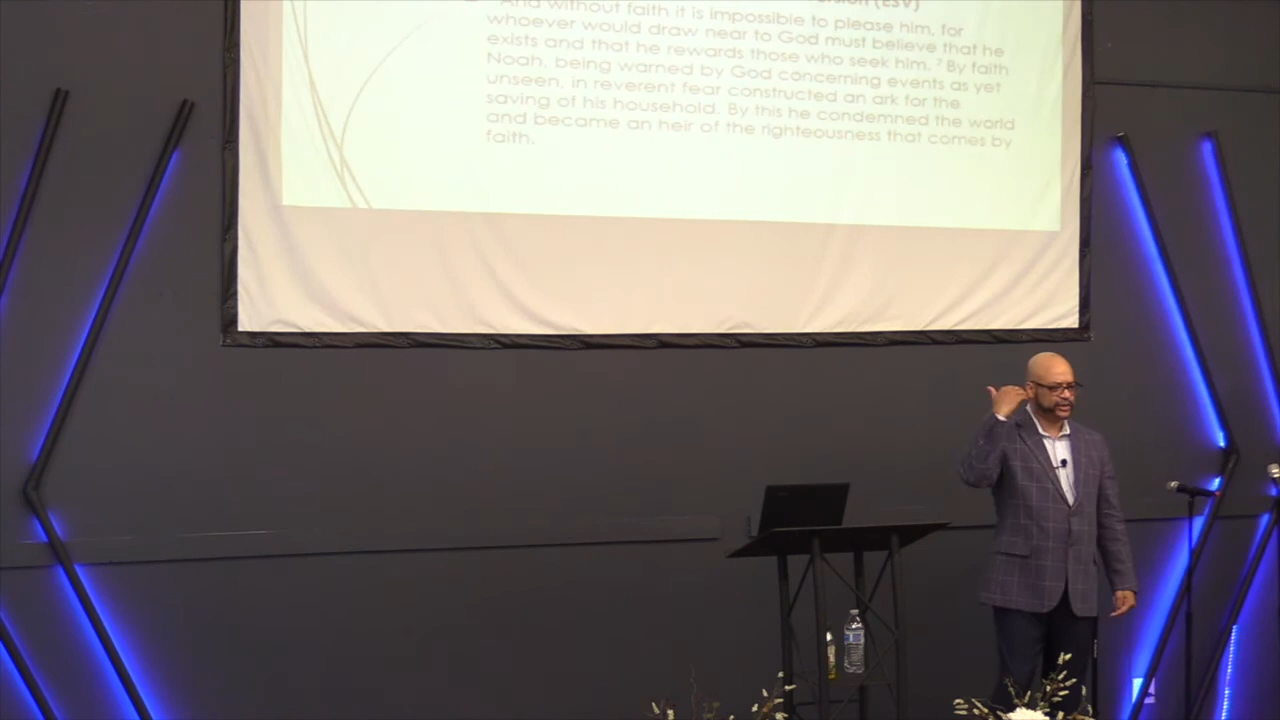 Version (ESV)
And without faith it is impossible to please him, for
whoever would draw near to God must believe that he
exists and that he rewards those who seek him. 7 By faith
Noah, being warned by God concerning events as yet
unseen, in reverent fear constructed an ark for the
saving of his household. By this he condemned the world
and became an heir of the righteousness that comes by
faith.